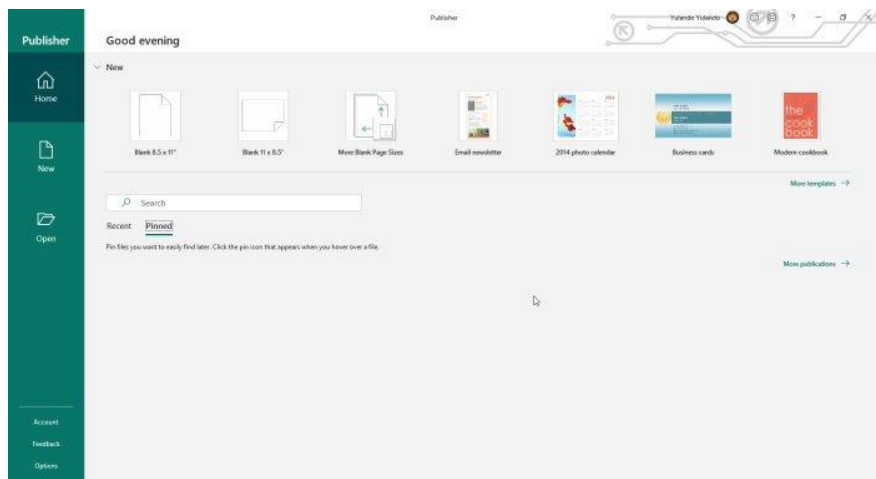 Publisher
Yulando Yulando
?
Publisher
Good evening
Home
New
Open
Account
Feedback
Options
New
Blank 8.5 x 11"
Blank 11 x 8.5"
More Blank Page Sizes
Email newsletter
2014 photo calendar
Business cards
the
cook
book
Modern cookbook
More templates
Search
Recent
Pinned
Pin files you want to easily find later. Click the pin icon that appears when you hover over a file.
More publications